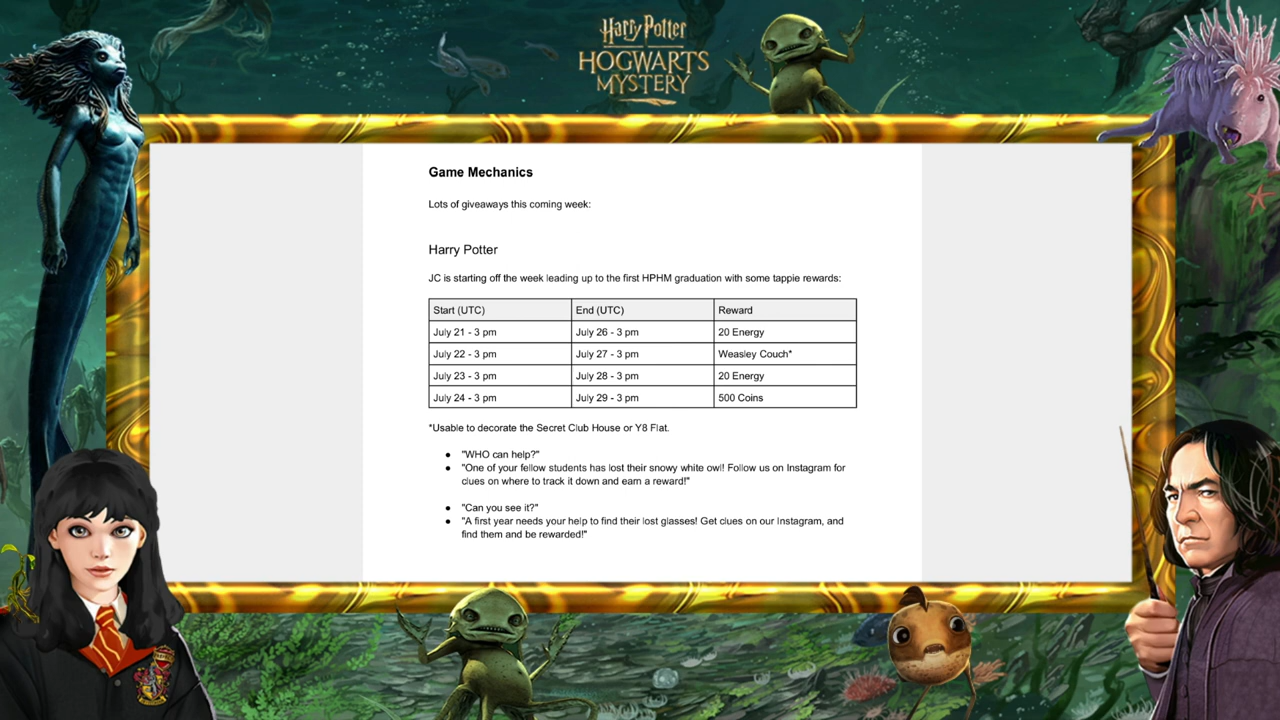 Harry Potter
HOGWARTS
MYSTERY
Game Mechanics
Lots of giveaways this coming week:
Harry Potter
JC is starting off the week leading up to the first HPHM graduation with some tappie rewards:
Start (UTC) End (UTC) Reward
July 21 - 3 pm July 26 - 3 pm 20 Energy
July 22 - 3 pm July 27 - 3 pm Weasley Couch*
July 23 - 3 pm July 28 - 3 pm 20 Energy
July 24 - 3 pm July 29 - 3 pm 500 Coins
*Usable to decorate the Secret Club House or Y8 Flat.
● "WHO can help?"
● "One of your fellow students has lost their snowy white owl! Follow us on Instagram for
clues on where to track it down and earn a reward!"
● "Can you see it?"
● "A first year needs your help to find their lost glasses! Get clues on our Instagram, and
find them and be rewarded!"